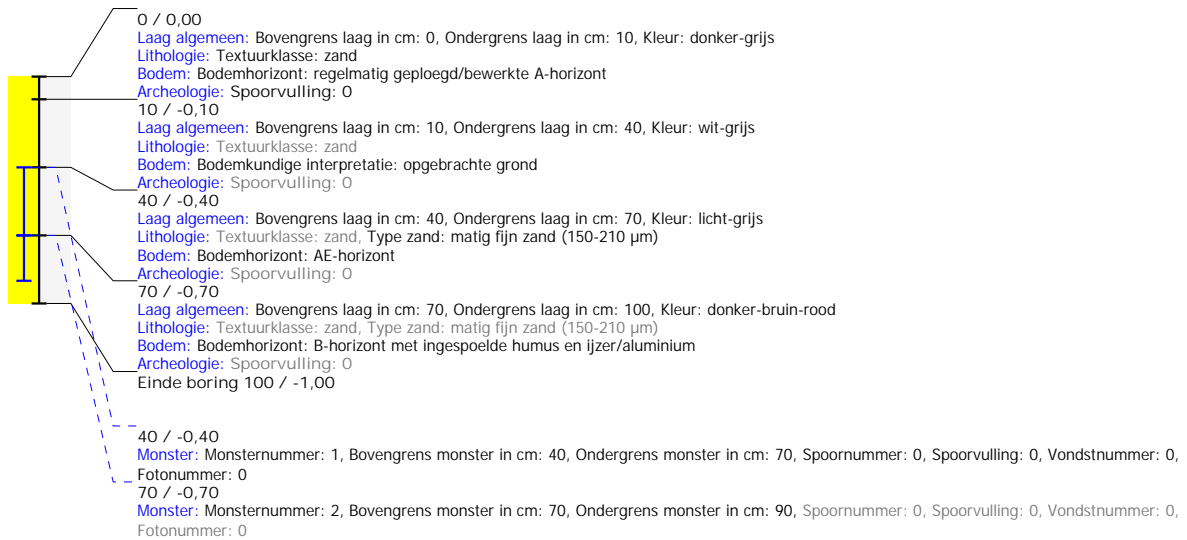 0 / 0,00
Laag algemeen: Bovengrens laag in cm: 0, Ondergrens laag in cm: 10, Kleur: donker-grijs
Lithologie: Textuurklasse: zand
Bodem: Bodemhorizont: regelmatig geploegd/bewerkte A-horizont
Archeologie: Spoorvulling: 0
10 / -0,10
Laag algemeen: Bovengrens laag in cm: 10, Ondergrens laag in cm: 40, Kleur: wit-grijs
Lithologie: Textuurklasse: zand
Bodem: Bodemkundige interpretatie: opgebrachte grond
Archeologie: Spoorvulling: 0
40 / -0,40
Laag algemeen: Bovengrens laag in cm: 40, Ondergrens laag in cm: 70, Kleur: licht-grijs
Lithologie: Textuurklasse: zand, Type zand: matig fijn zand (150-210 µm)
Bodem: Bodemhorizont: AE-horizont
Archeologie: Spoorvulling: 0
70 / -0,70
Laag algemeen: Bovengrens laag in cm: 70, Ondergrens laag in cm: 100, Kleur: donker-bruin-rood
Lithologie: Textuurklasse: zand, Type zand: matig fijn zand (150-210 µm)
Bodem: Bodemhorizont: B-horizont met ingespoelde humus en ijzer/aluminium
Archeologie: Spoorvulling: 0
Einde boring 100 / -1,00
40 / -0,40
Monster: Monsternummer: 1, Bovengrens monster in cm: 40, Ondergrens monster in cm: 70, Spoornummer: 0, Spoorvulling: 0, Vondstnummer: 0,
Fotonummer: 0
70 / -0,70
Monster: Monsternummer: 2, Bovengrens monster in cm: 70, Ondergrens monster in cm: 90, Spoornummer: 0, Spoorvulling: 0, Vondstnummer: 0,
Fotonummer: 0